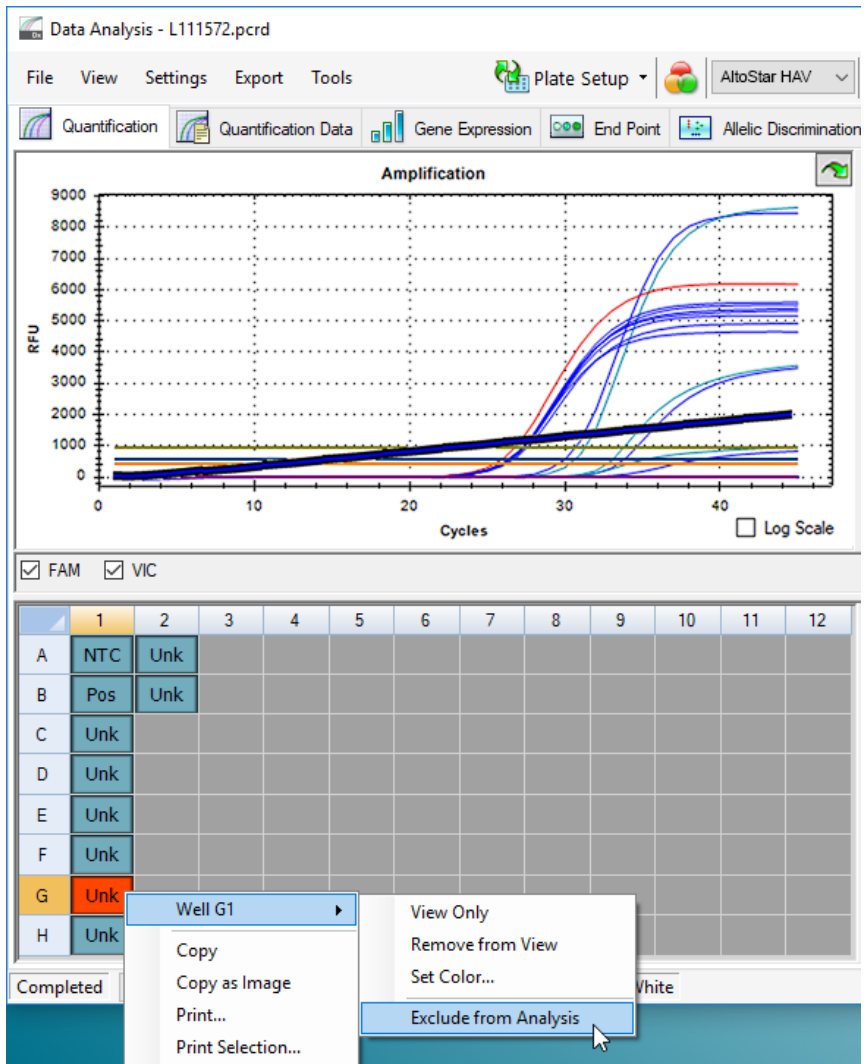 Data Analysis - L111572.pcrd
File View Settings Export Tools Plate Setup AltoStar HAV
Quantification Quantification Data Gene Expression End Point Allelic Discrimination
Amplification
9000
8000
7000
6000
5000
4000
3000
2000
1000
0
RFU
0 10 20 30 40
Cycles
Log Scale
FAM VIC
1 2 3 4 5 6 7 8 9 10 11 12
A NTC Unk
B Pos Unk
C Unk
D Unk
E Unk
F Unk
G Unk
H Unk
Well G1
Copy
Copy as Image
Print...
Print Selection...
View Only
Remove from View
Set Color...
Exclude from Analysis
Completed